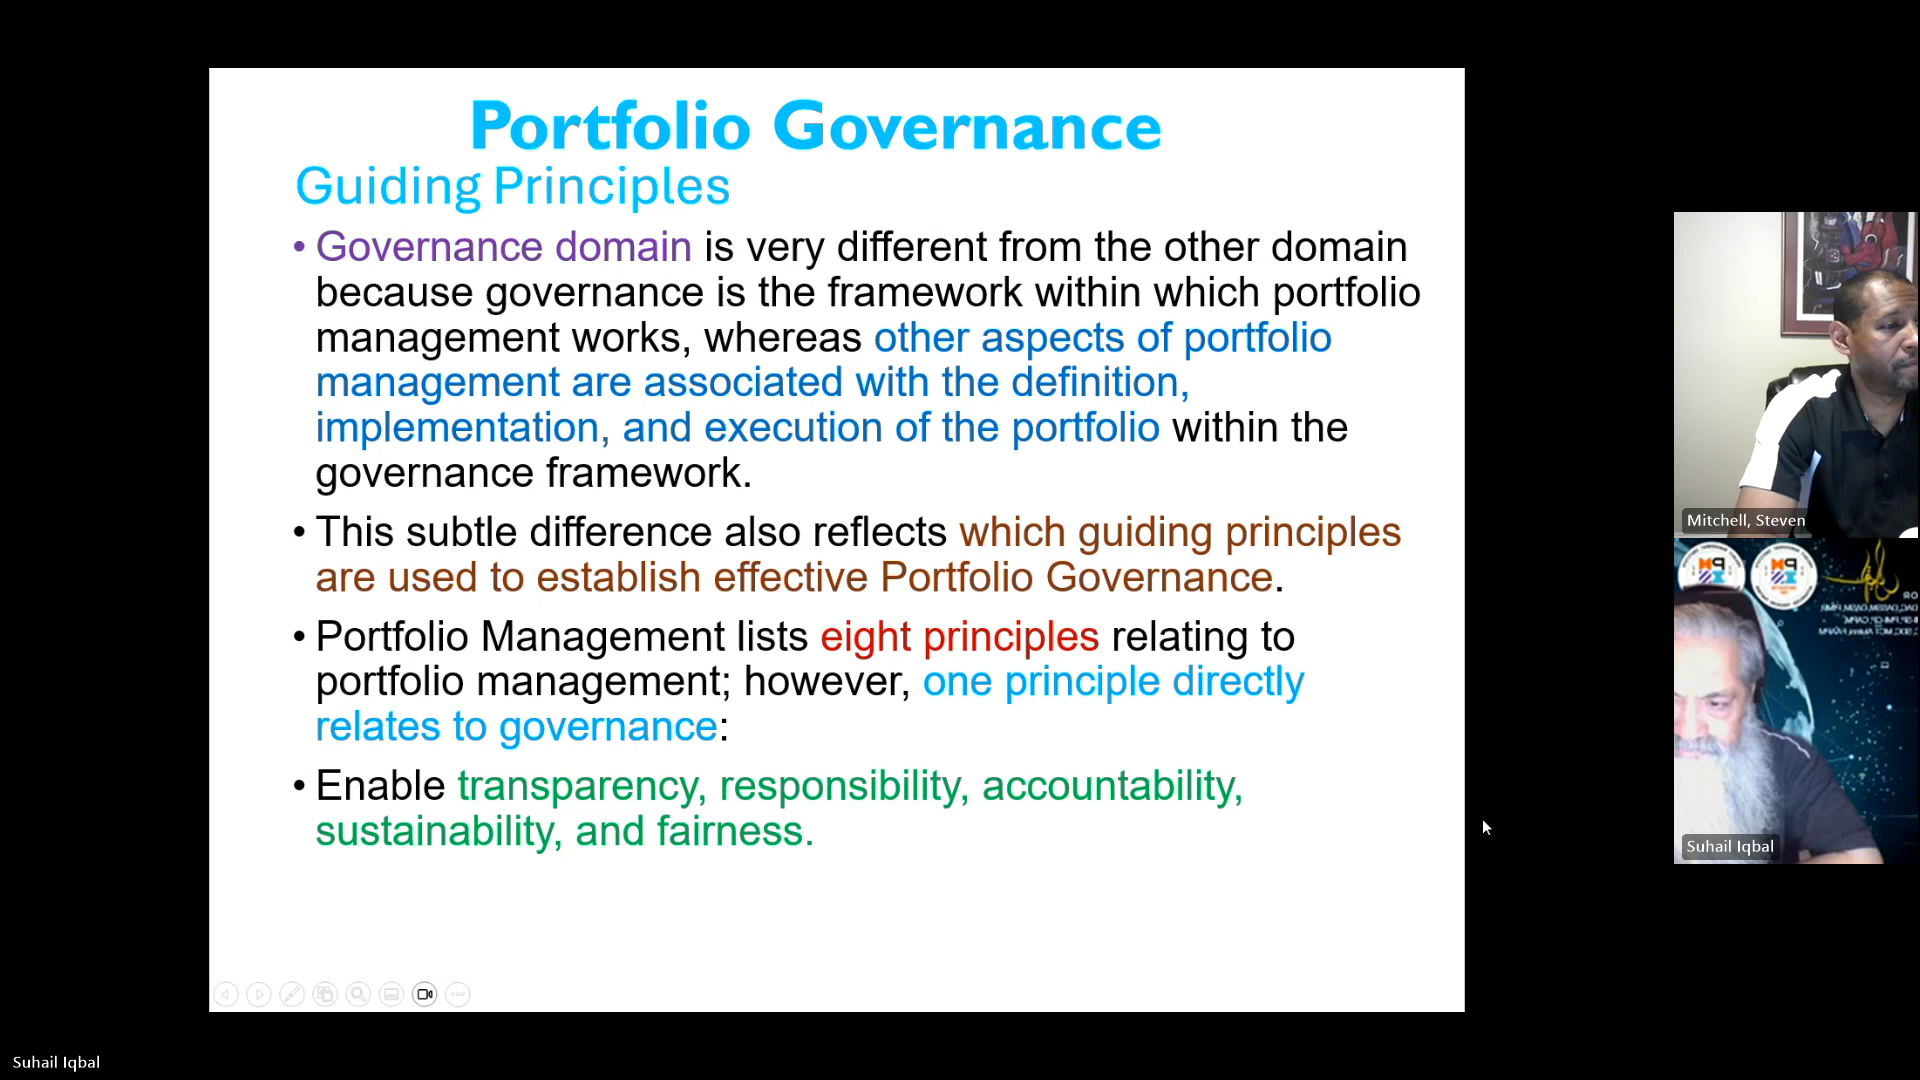 Portfolio Governance
Guiding Principles
• Governance domain is very different from the other domain
because governance is the framework within which portfolio
management works, whereas other aspects of portfolio
management are associated with the definition,
implementation, and execution of the portfolio within the
governance framework.
• This subtle difference also reflects which guiding principles
are used to establish effective Portfolio Governance.
• Portfolio Management lists eight principles relating to
portfolio management; however, one principle directly
relates to governance:
• Enable transparency, responsibility, accountability,
sustainability, and fairness.
Mitchell, Steven
Suhail Iqbal
Suhail Iqbal